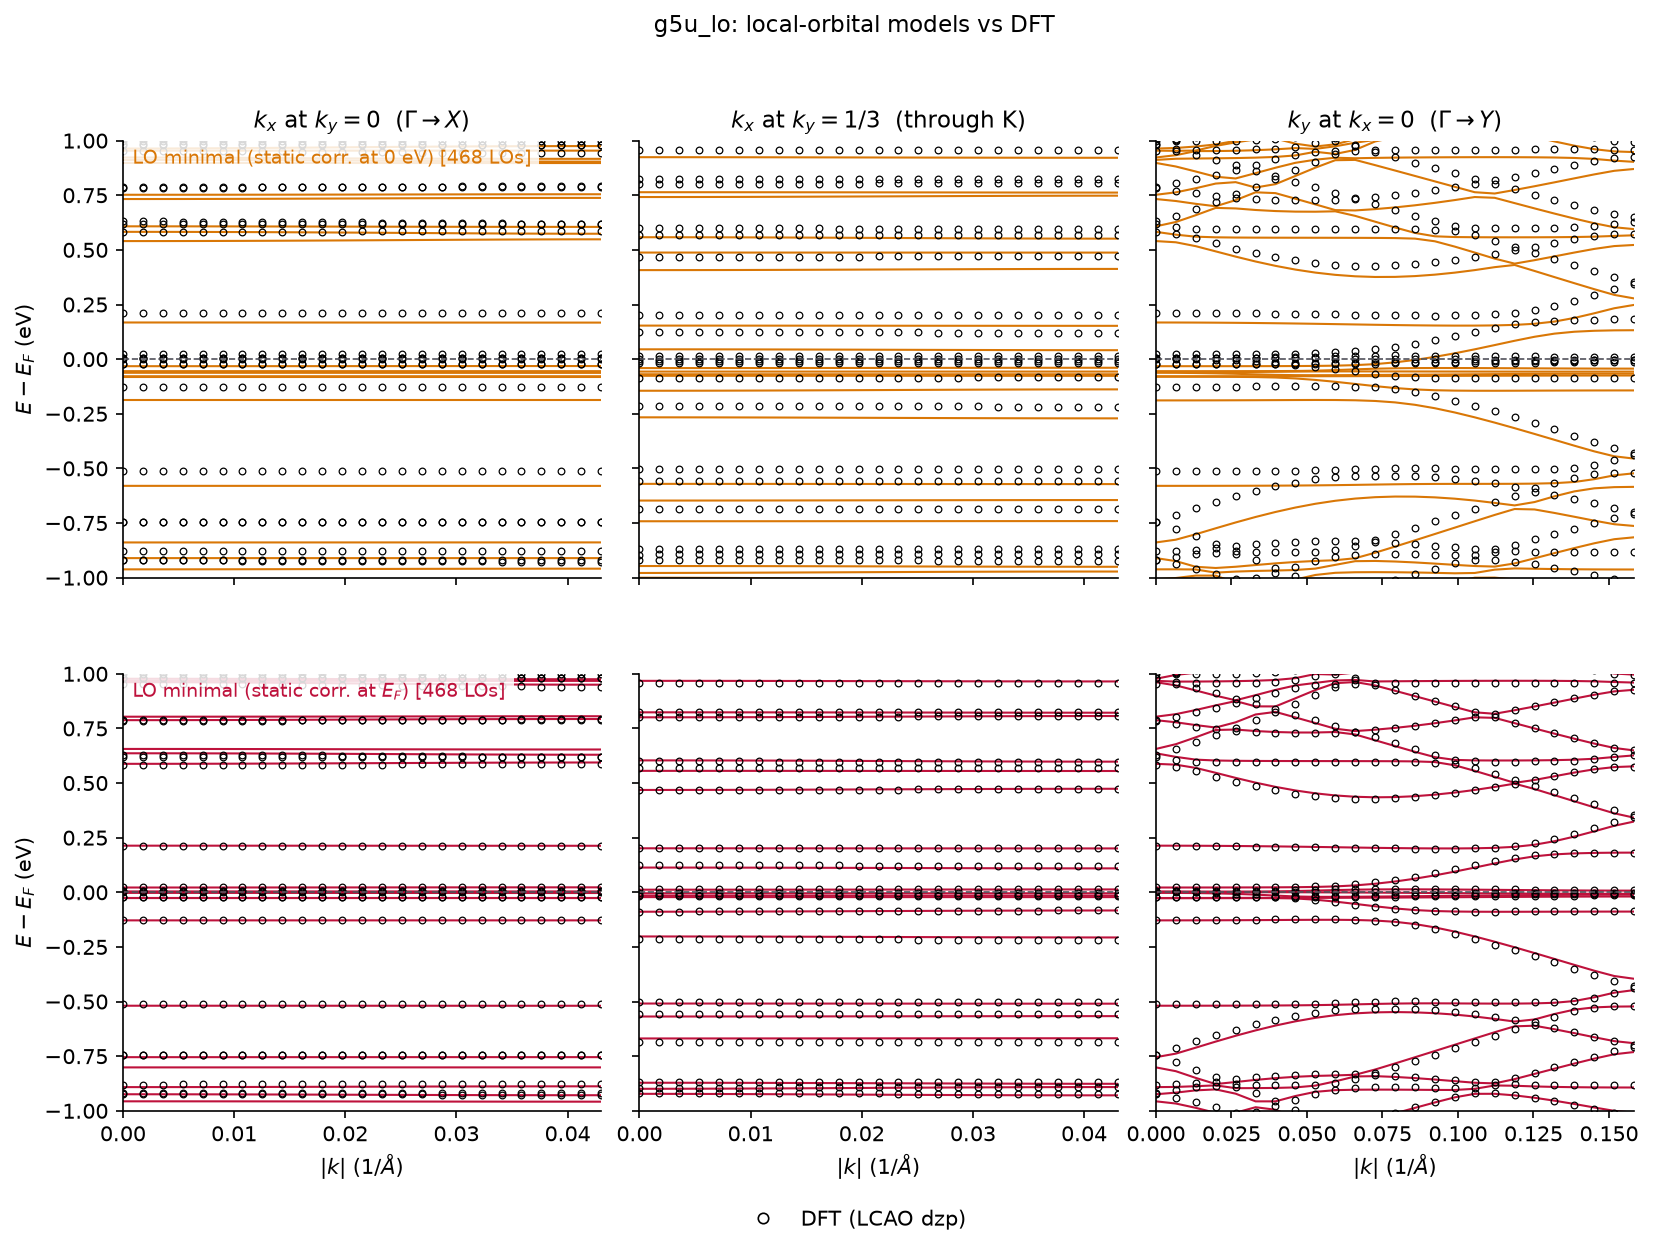 g5u_lo: local-orbital models vs DFT
k_x at k_y = 0 (Γ → X)
k_x at k_y = 1/3 (through K)
k_y at k_x = 0 (Γ → Y)
LO minimal (static corr. at 0 eV) [468 LOs]
E − E_F (eV)
1.00
0.75
0.50
0.25
0.00
−0.25
−0.50
−0.75
−1.00
LO minimal (static corr. at E_F) [468 LOs]
E − E_F (eV)
1.00
0.75
0.50
0.25
0.00
−0.25
−0.50
−0.75
−1.00
0.00 0.01 0.02 0.03 0.04
0.00 0.01 0.02 0.03 0.04
0.000 0.025 0.050 0.075 0.100 0.125 0.150
|k| (1/Å)
|k| (1/Å)
|k| (1/Å)
DFT (LCAO dzp)